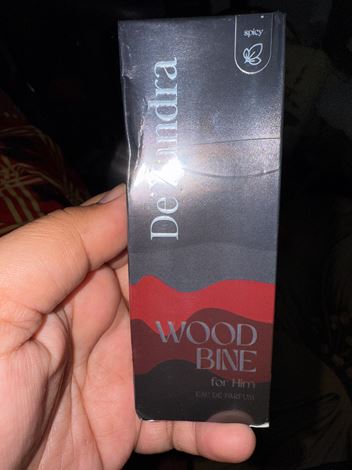 spicy
De'Xandra
WOOD
BINE
for Him
EAU DE PARFUM